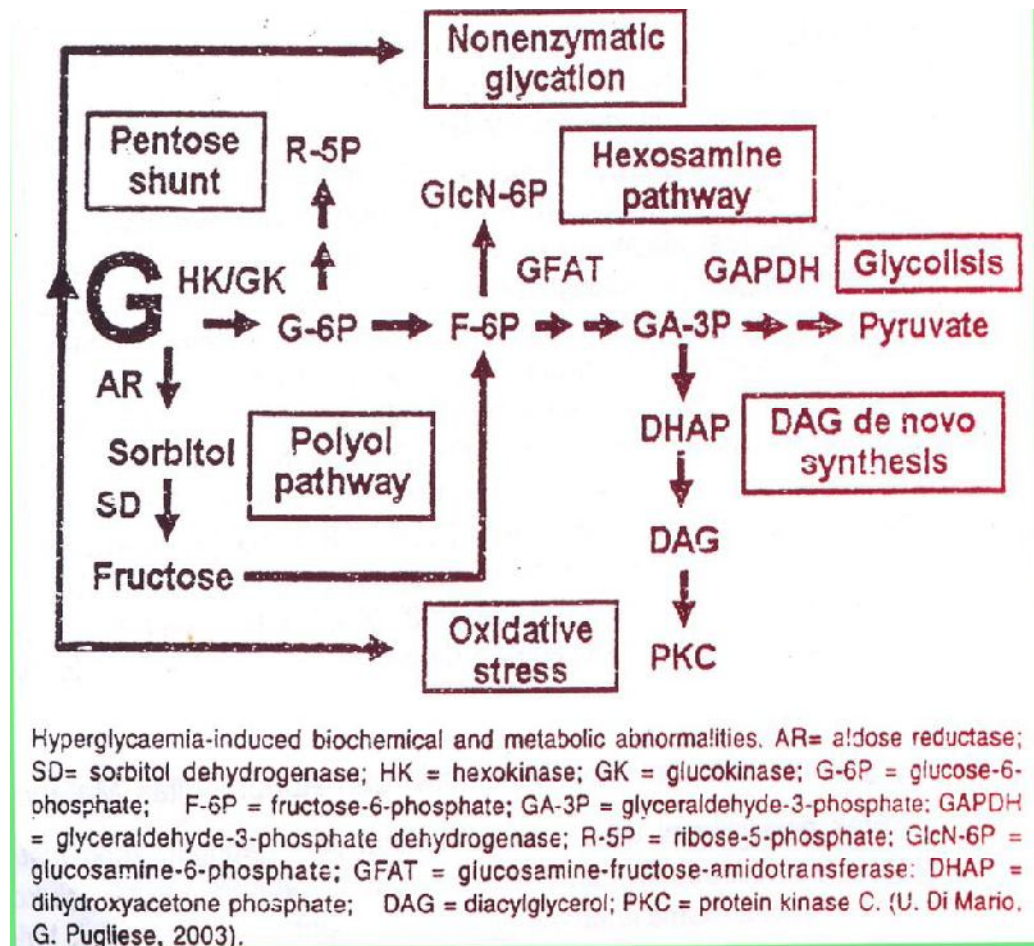 Nonenzymatic
glycation
Pentose
shunt
R-5P
Hexosamine
pathway
GlcN-6P
G
HK/GK
GFAT
GAPDH
Glycolisis
G-6P
F-6P
GA-3P
Pyruvate
AR
Sorbitol
Polyol
pathway
DHAP
DAG de novo
synthesis
SD
DAG
Fructose
Oxidative
stress
PKC
Hyperglycaemia-induced biochemical and metabolic abnormalities. AR= aldose reductase;
SD= sorbitol dehydrogenase; HK = hexokinase; GK = glucokinase; G-6P = glucose-6-
phosphate; F-6P = fructose-6-phosphate; GA-3P = glyceraldehyde-3-phosphate; GAPDH
= glyceraldehyde-3-phosphate dehydrogenase; R-5P = ribose-5-phosphate; GlcN-6P =
glucosamine-6-phosphate; GFAT = glucosamine-fructose-amidotransferase: DHAP =
dihydroxyacetone phosphate; DAG = diacylglycerol; PKC = protein kinase C. (U. Di Mario,
G. Pugliese, 2003).